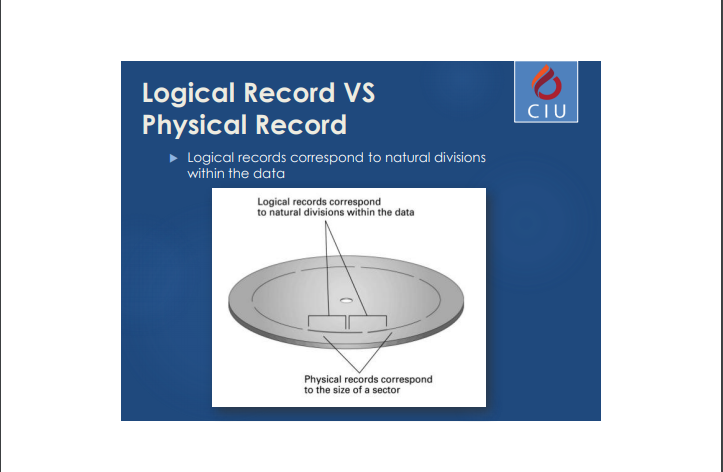 Logical Record VS
Physical Record
CIU
Logical records correspond to natural divisions
within the data
Logical records correspond
to natural divisions within the data
Physical records correspond
to the size of a sector